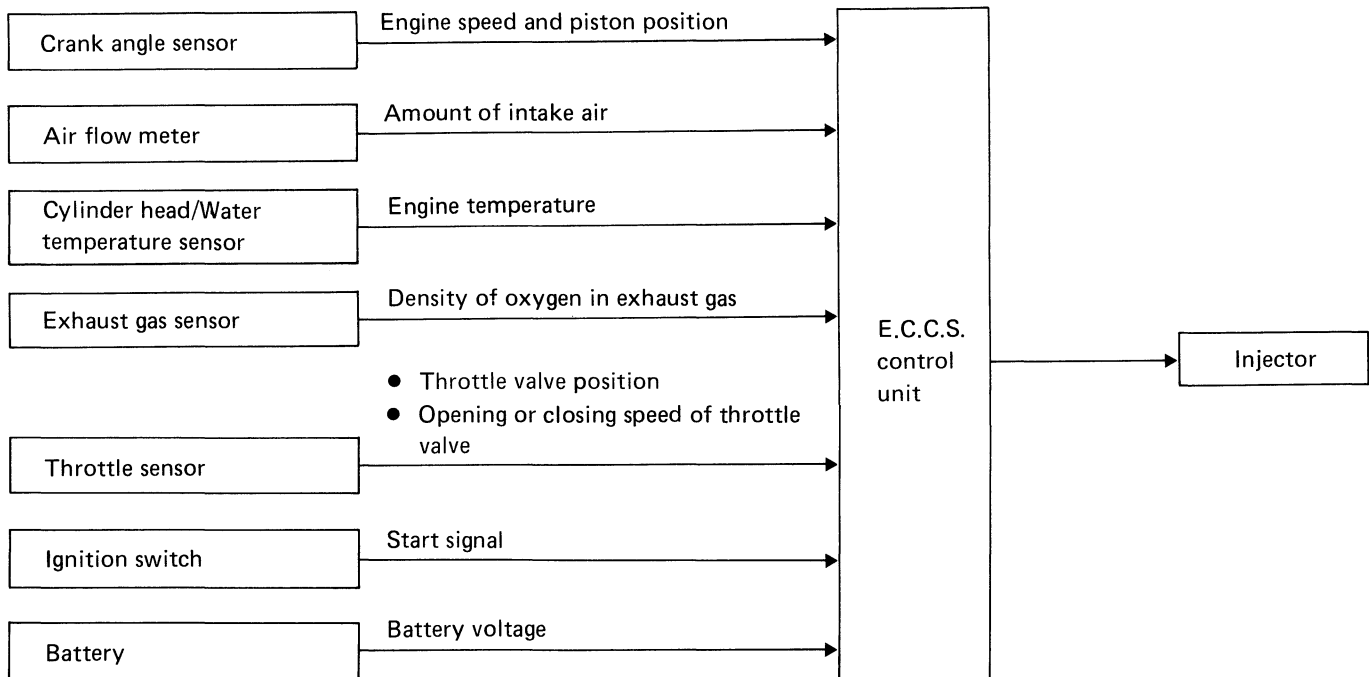 Crank angle sensor
Engine speed and piston position
Air flow meter
Amount of intake air
Cylinder head/Water
temperature sensor
Engine temperature
Exhaust gas sensor
Density of oxygen in exhaust gas
● Throttle valve position
● Opening or closing speed of throttle
valve
Throttle sensor
Ignition switch
Start signal
Battery
Battery voltage
E.C.C.S.
control
unit
Injector